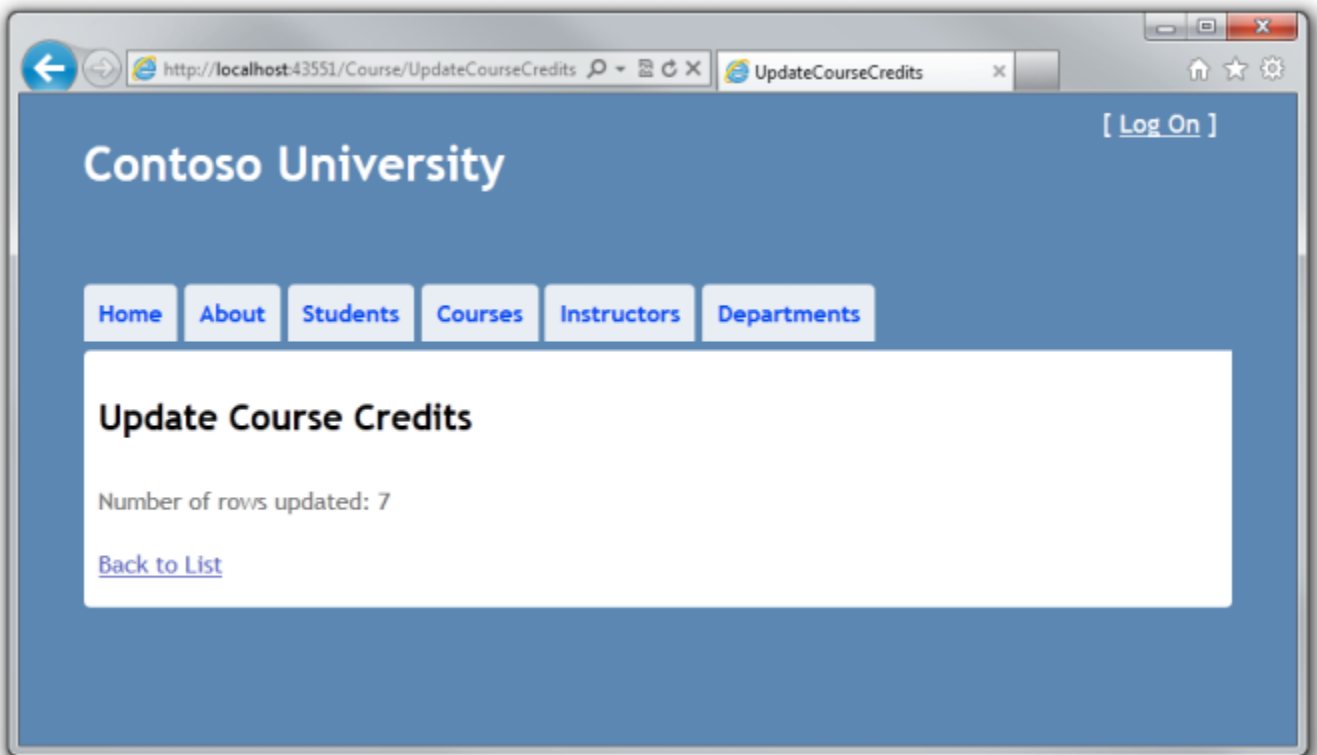 http://localhost:43551/Course/UpdateCourseCredits
UpdateCourseCredits
[ Log On ]
Contoso University
Home About Students Courses Instructors Departments
Update Course Credits
Number of rows updated: 7
Back to List